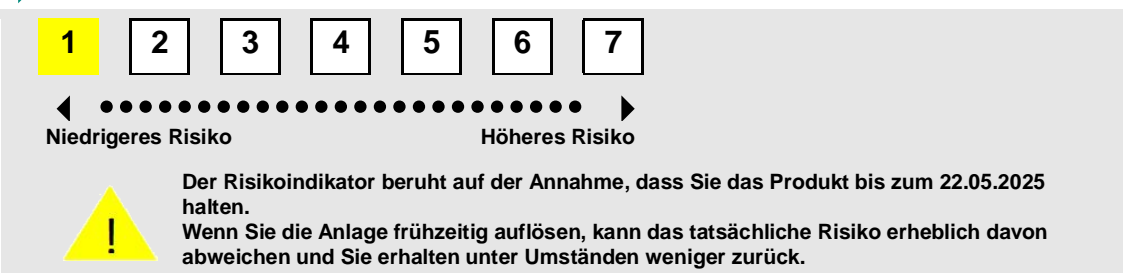 1 2 3 4 5 6 7
Niedrigeres Risiko Höheres Risiko
Der Risikoindikator beruht auf der Annahme, dass Sie das Produkt bis zum 22.05.2025
halten.
! Wenn Sie die Anlage frühzeitig auflösen, kann das tatsächliche Risiko erheblich davon
abweichen und Sie erhalten unter Umständen weniger zurück.